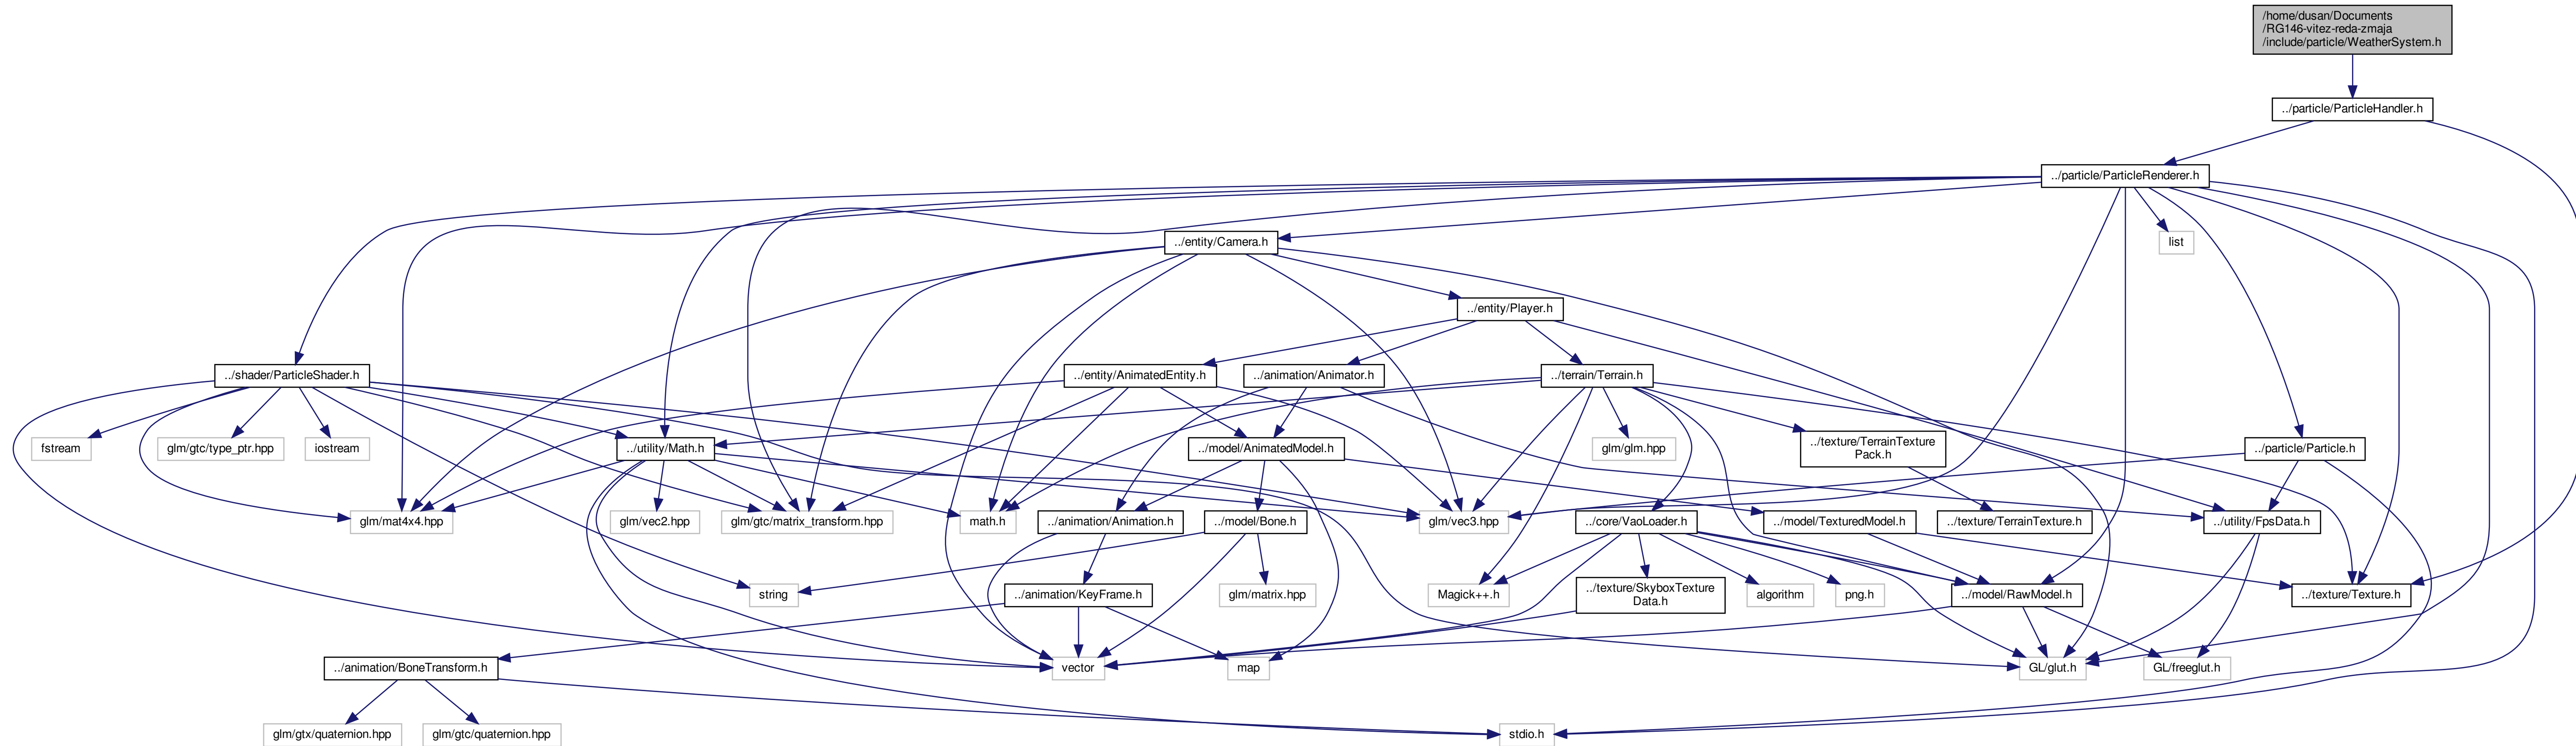 /home/dusan/Documents
/RG146-vitez-reda-zmaja
/include/particle/WeatherSystem.h
../particle/ParticleHandler.h
../particle/ParticleRenderer.h
../entity/Camera.h
list
../entity/Player.h
../shader/ParticleShader.h
../entity/AnimatedEntity.h
../animation/Animator.h
../terrain/Terrain.h
fstream
glm/gtc/type_ptr.hpp
iostream
../utility/Math.h
../model/AnimatedModel.h
glm/glm.hpp
../texture/TerrainTexture
Pack.h
../particle/Particle.h
glm/mat4x4.hpp
glm/vec2.hpp
glm/gtc/matrix_transform.hpp
math.h
../animation/Animation.h
../model/Bone.h
glm/vec3.hpp
../core/VaoLoader.h
../model/TexturedModel.h
../texture/TerrainTexture.h
../utility/FpsData.h
string
../animation/KeyFrame.h
glm/matrix.hpp
Magick++.h
../texture/SkyboxTexture
Data.h
algorithm
png.h
../model/RawModel.h
../texture/Texture.h
../animation/BoneTransform.h
vector
map
GL/glut.h
GL/freeglut.h
glm/gtx/quaternion.hpp
glm/gtc/quaternion.hpp
stdio.h